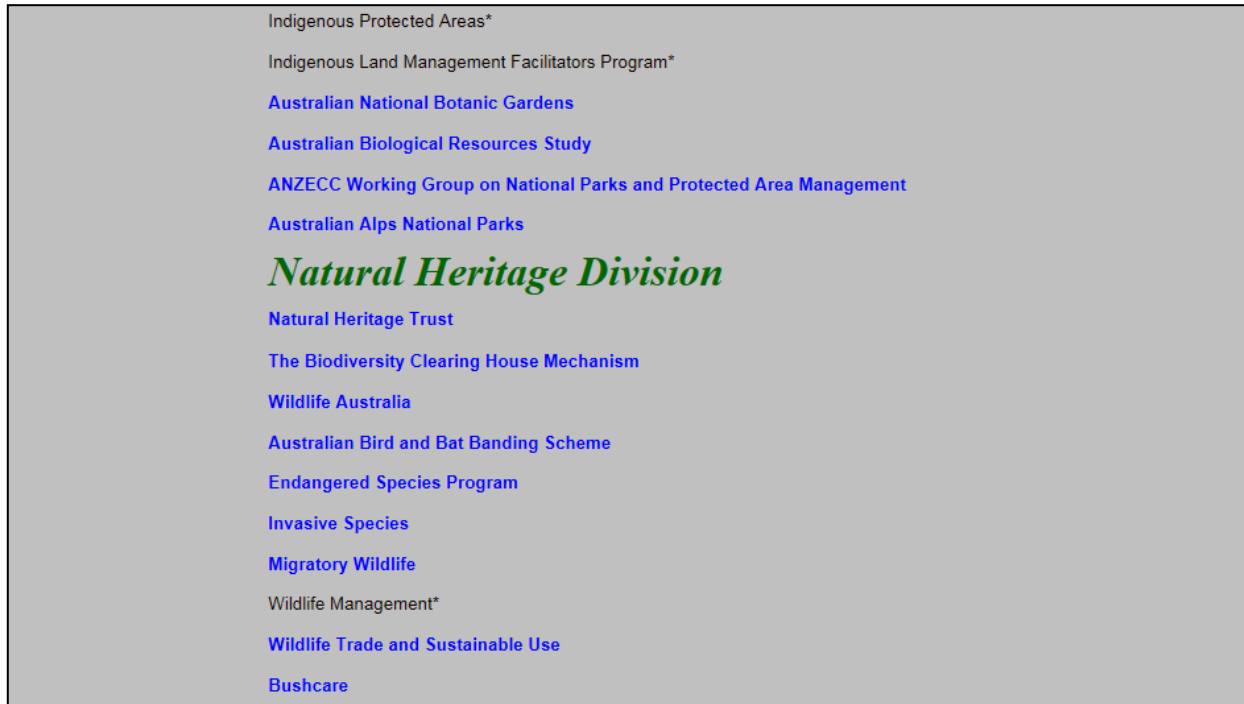 Indigenous Protected Areas*
Indigenous Land Management Facilitators Program*
Australian National Botanic Gardens
Australian Biological Resources Study
ANZECC Working Group on National Parks and Protected Area Management
Australian Alps National Parks
Natural Heritage Division
Natural Heritage Trust
The Biodiversity Clearing House Mechanism
Wildlife Australia
Australian Bird and Bat Banding Scheme
Endangered Species Program
Invasive Species
Migratory Wildlife
Wildlife Management*
Wildlife Trade and Sustainable Use
Bushcare